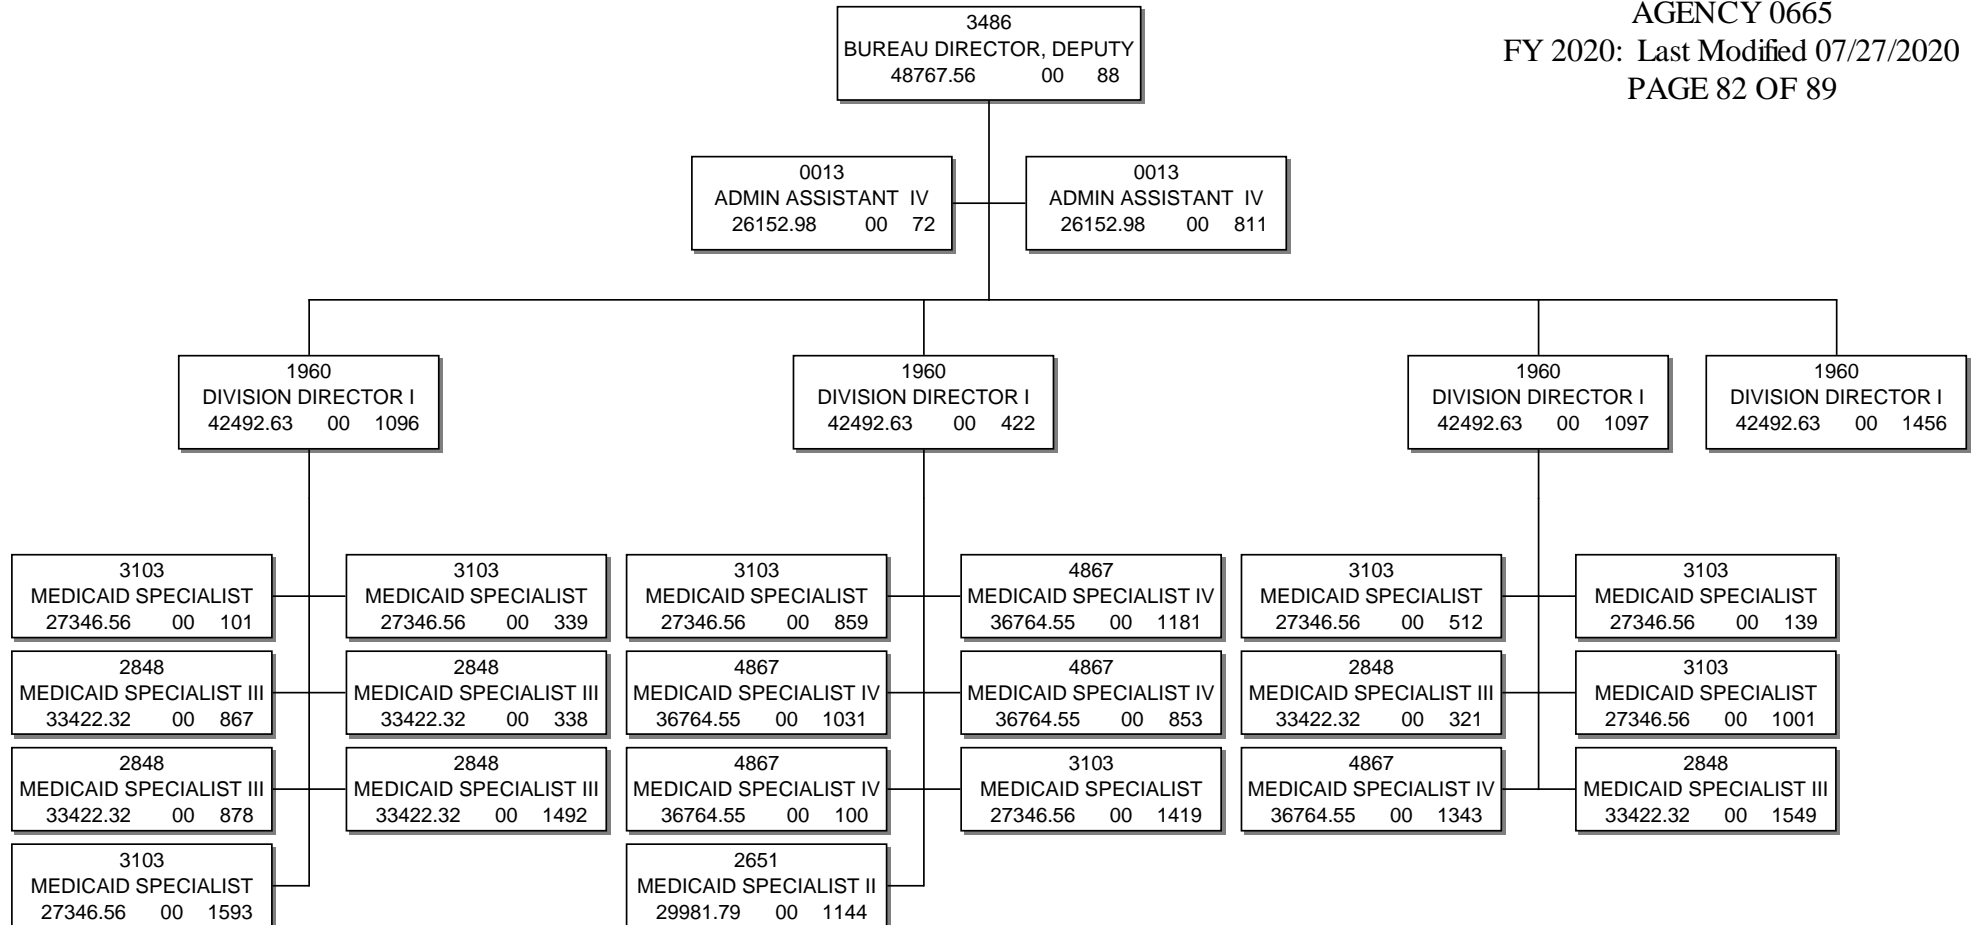 AGENCY 0665
FY 2020: Last Modified 07/27/2020
PAGE 82 OF 89
3486
BUREAU DIRECTOR, DEPUTY
48767.56 00 88
0013
ADMIN ASSISTANT IV
26152.98 00 72
0013
ADMIN ASSISTANT IV
26152.98 00 811
1960
DIVISION DIRECTOR I
42492.63 00 1096
1960
DIVISION DIRECTOR I
42492.63 00 422
1960
DIVISION DIRECTOR I
42492.63 00 1097
1960
DIVISION DIRECTOR I
42492.63 00 1456
3103
MEDICAID SPECIALIST
27346.56 00 101
3103
MEDICAID SPECIALIST
27346.56 00 339
3103
MEDICAID SPECIALIST
27346.56 00 859
4867
MEDICAID SPECIALIST IV
36764.55 00 1181
3103
MEDICAID SPECIALIST
27346.56 00 512
3103
MEDICAID SPECIALIST
27346.56 00 139
2848
MEDICAID SPECIALIST III
33422.32 00 867
2848
MEDICAID SPECIALIST III
33422.32 00 338
4867
MEDICAID SPECIALIST IV
36764.55 00 1031
4867
MEDICAID SPECIALIST IV
36764.55 00 853
2848
MEDICAID SPECIALIST III
33422.32 00 321
3103
MEDICAID SPECIALIST
27346.56 00 1001
2848
MEDICAID SPECIALIST III
33422.32 00 878
2848
MEDICAID SPECIALIST III
33422.32 00 1492
4867
MEDICAID SPECIALIST IV
36764.55 00 100
3103
MEDICAID SPECIALIST
27346.56 00 1419
4867
MEDICAID SPECIALIST IV
36764.55 00 1343
2848
MEDICAID SPECIALIST III
33422.32 00 1549
3103
MEDICAID SPECIALIST
27346.56 00 1593
2651
MEDICAID SPECIALIST II
29981.79 00 1144